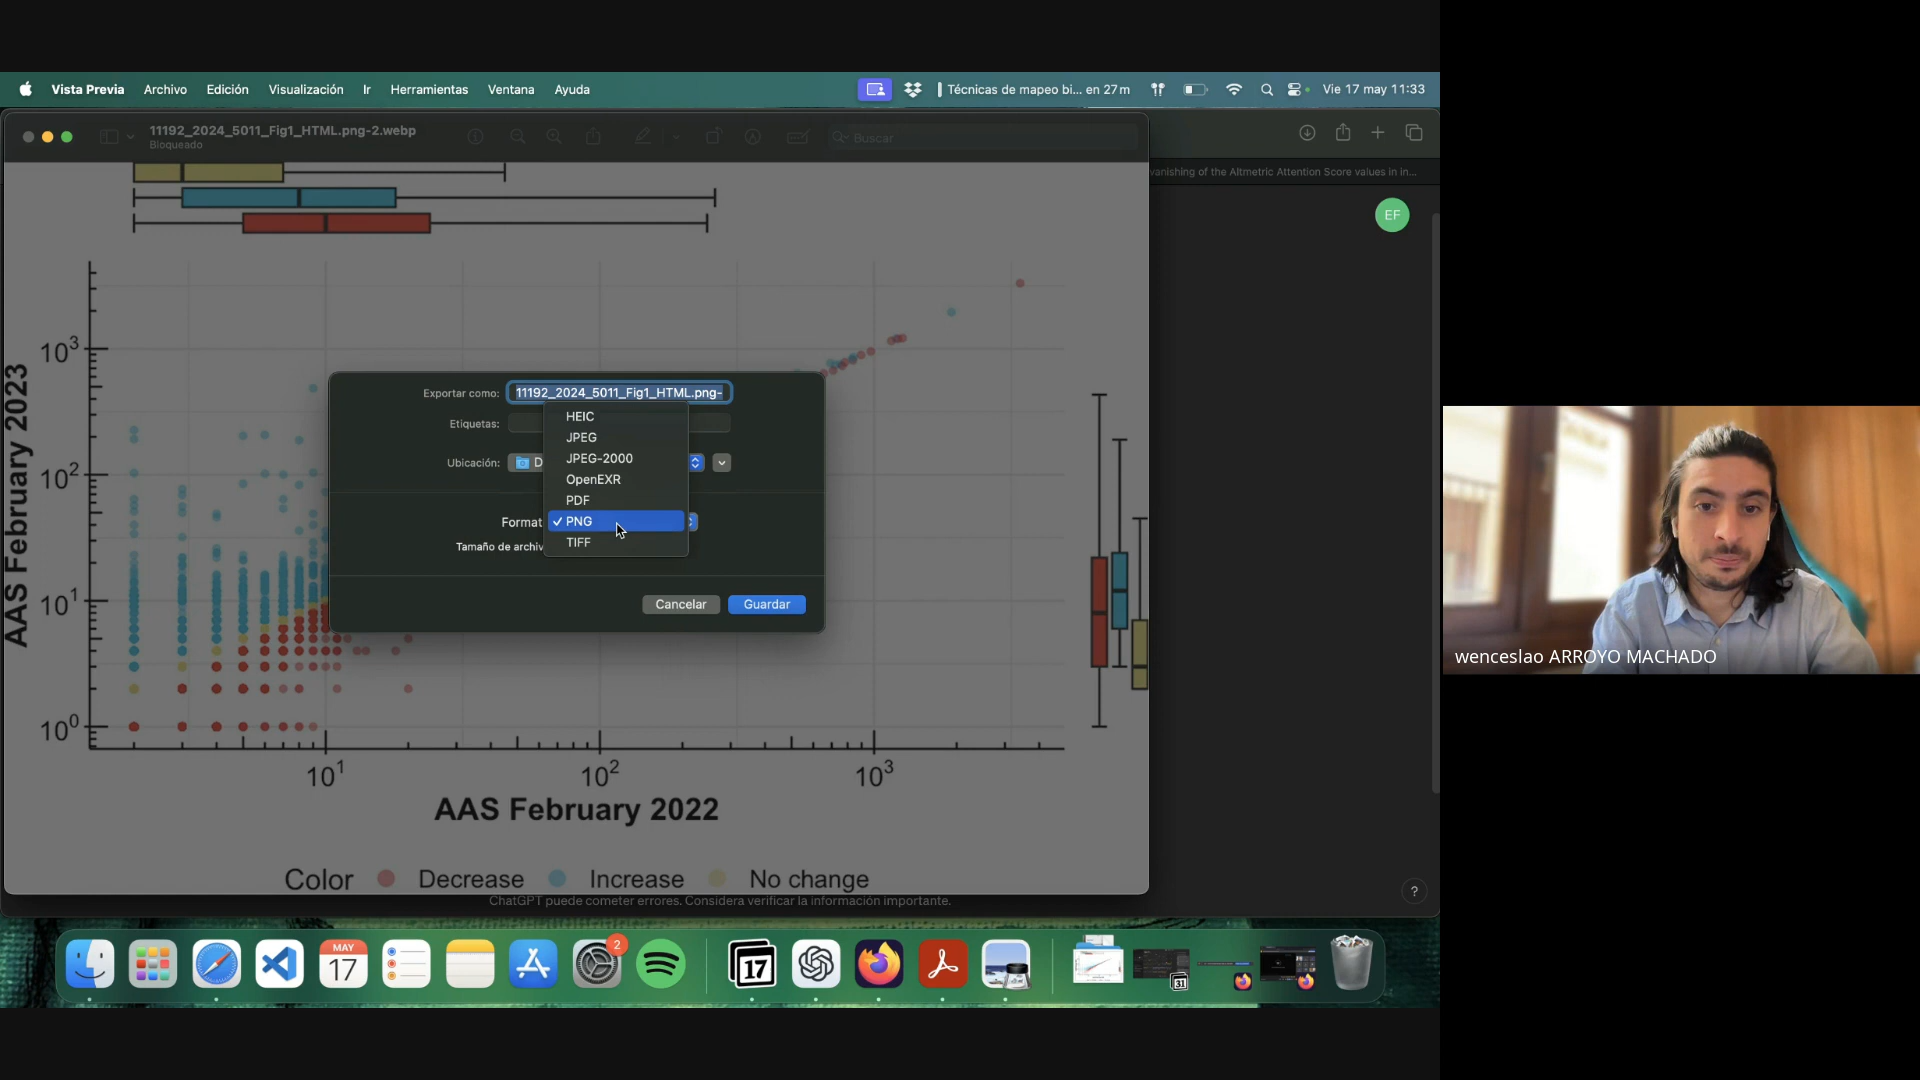 Vista Previa Archivo Edición Visualización Ir Herramientas Ventana Ayuda
Técnicas de mapeo bi... en 27m
Vie 17 may 11:33
11192_2024_5011_Fig1_HTML.png-2.webp
Bloqueado
Buscar
vanishing of the Altmetric Attention Score values in in...
EF
Exportar como: 11192_2024_5011_Fig1_HTML.png-
Etiquetas:
Ubicación: D
HEIC
JPEG
JPEG-2000
OpenEXR
PDF
Format ✓ PNG
TIFF
Tamaño de archiv
Cancelar Guardar
AAS February 2023
10³
10²
10¹
10⁰
10¹ 10² 10³
AAS February 2022
Color Decrease Increase No change
ChatGPT puede cometer errores. Considera verificar la información importante.
?
MAY
17
2
17
31
wenceslao ARROYO MACHADO